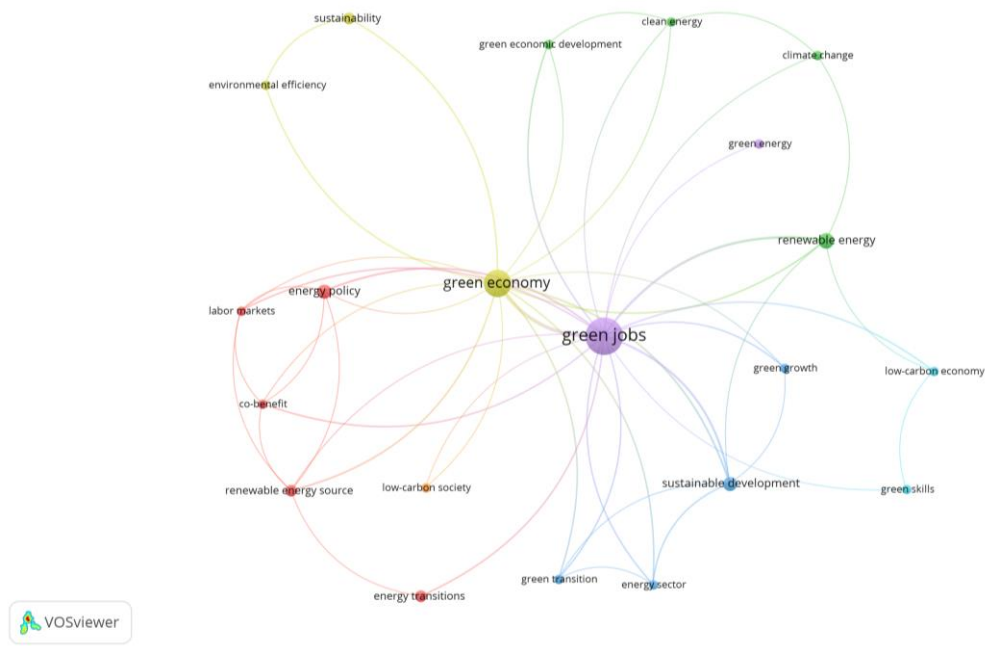 sustainability
clean energy
green economic development
climate change
environmental efficiency
green energy
renewable energy
green economy
energy policy
labor markets
green jobs
green growth
low-carbon economy
co-benefit
sustainable development
low-carbon society
renewable energy source
green skills
green transition
energy sector
energy transitions
VOSviewer